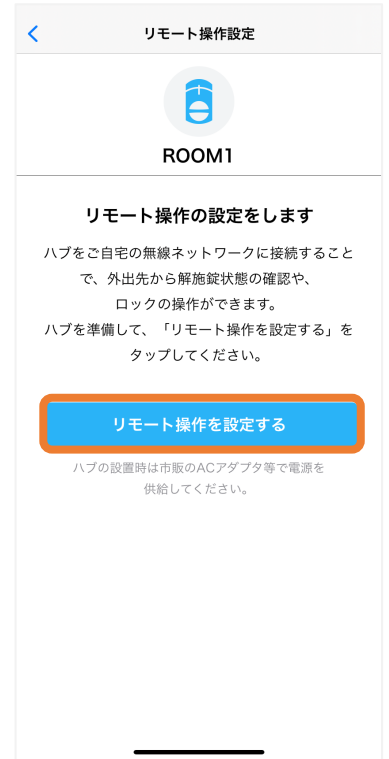 リモート操作設定
ROOM1
リモート操作の設定をします
ハブをご自宅の無線ネットワークに接続すること
で、外出先から解施錠状態の確認や、
ロックの操作ができます。
ハブを準備して、「リモート操作を設定する」を
タップしてください。
リモート操作を設定する
ハブの設置時は市販のACアダプタ等で電源を
供給してください。